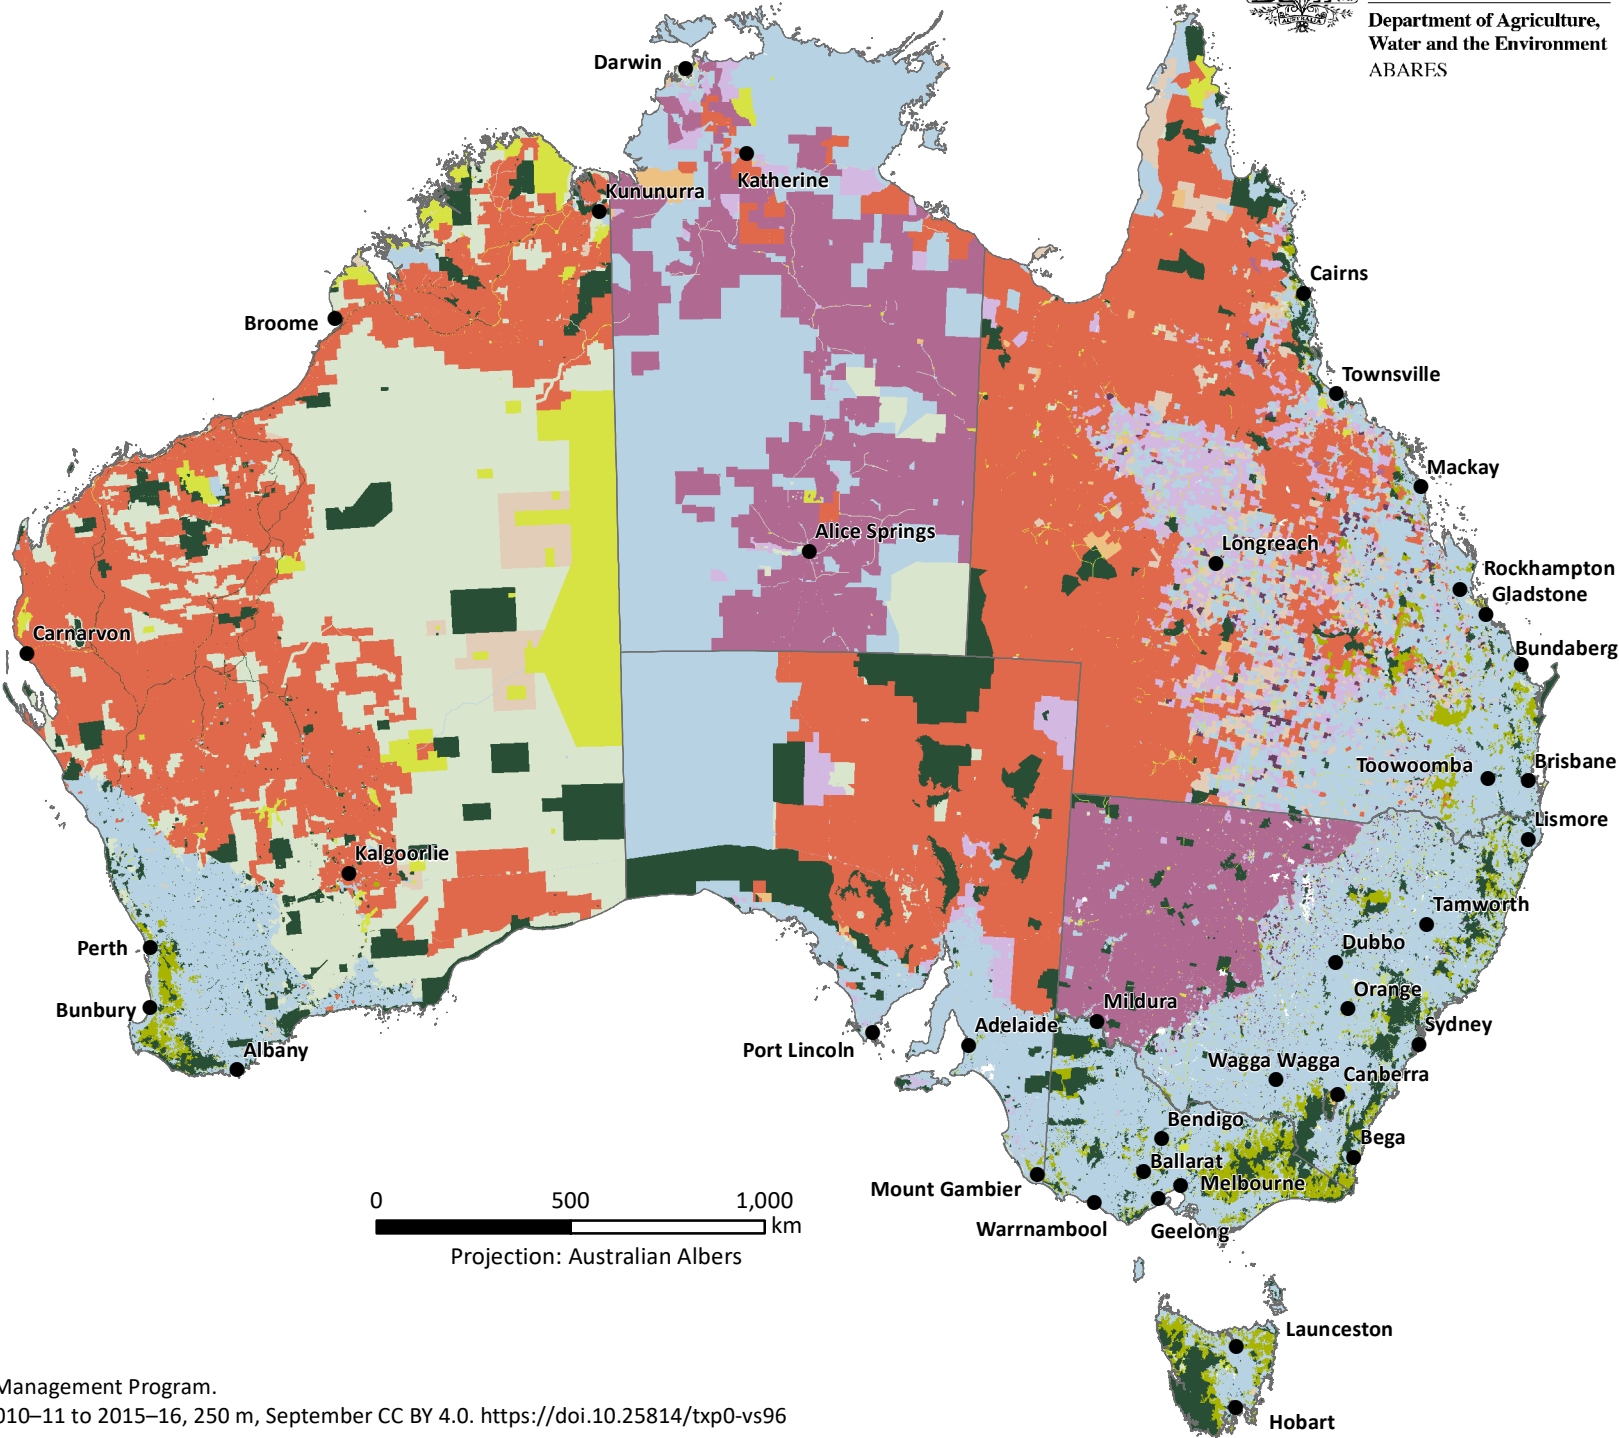 Department of Agriculture,
Water and the Environment
ABARES
AUSTRALIA
Darwin
Katherine
Kununurra
Cairns
Broome
Townsville
Mackay
Alice Springs
Longreach
Rockhampton
Gladstone
Carnarvon
Bundaberg
Brisbane
Toowoomba
Lismore
Kalgoorlie
Tamworth
Perth
Dubbo
Orange
Bunbury
Mildura
Sydney
Adelaide
Albany
Port Lincoln
Wagga Wagga
Canberra
Bendigo
Bega
Ballarat
Melbourne
Mount Gambier
Warrnambool
Geelong
0 500 1,000
km
Projection: Australian Albers
Launceston
Management Program.
010–11 to 2015–16, 250 m, September CC BY 4.0. https://doi.org/10.25814/txp0-vs96
Hobart